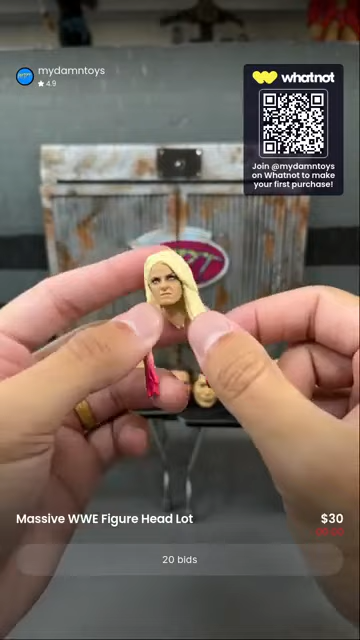 mydamntoys
4.9
whatnot
Join @mydamntoys
on Whatnot to make
your first purchase!
Massive WWE Figure Head Lot
$30
20 bids